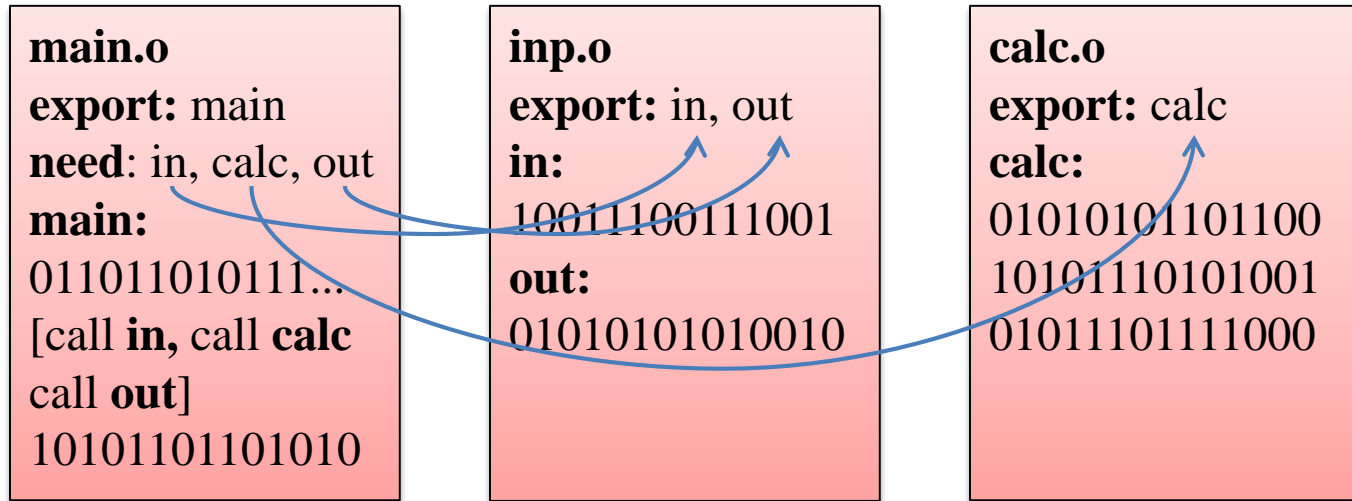 main.o
export: main
need: in, calc, out
main:
011011010111...
[call in, call calc
call out]
10101101101010
inp.o
export: in, out
in:
10011100111001
out:
01010101010010
calc.o
export: calc
calc:
01010101101100
10101110101001
01011101111000